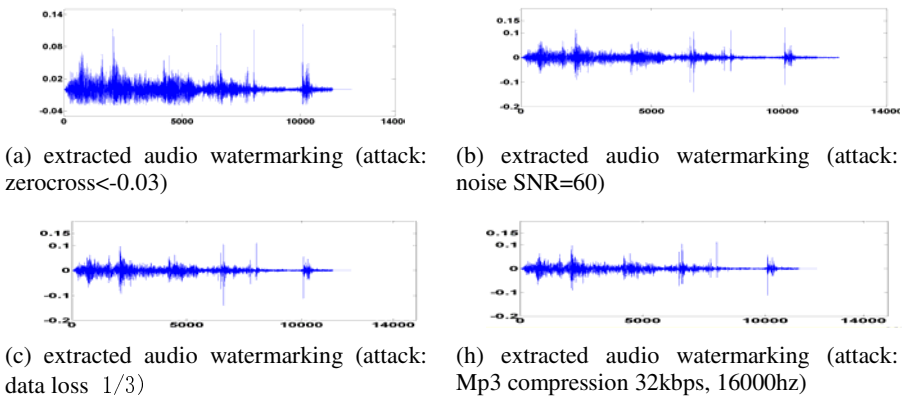 0.14
0.08
0.02
-0.04
0 5000 10000 1400
0.15
0.1
0
-0.1
-0.2
0 5000 10000 14000
(a) extracted audio watermarking (attack:
zerocross<-0.03)
(b) extracted audio watermarking (attack:
noise SNR=60)
0.15
0.1
0
-0.1
-0.2
0 5000 10000 15000
0.15
0.1
0
-0.1
-0.2
0 5000 10000 14000
(c) extracted audio watermarking (attack:
data loss 1/3)
(h) extracted audio watermarking (attack:
Mp3 compression 32kbps, 16000hz)